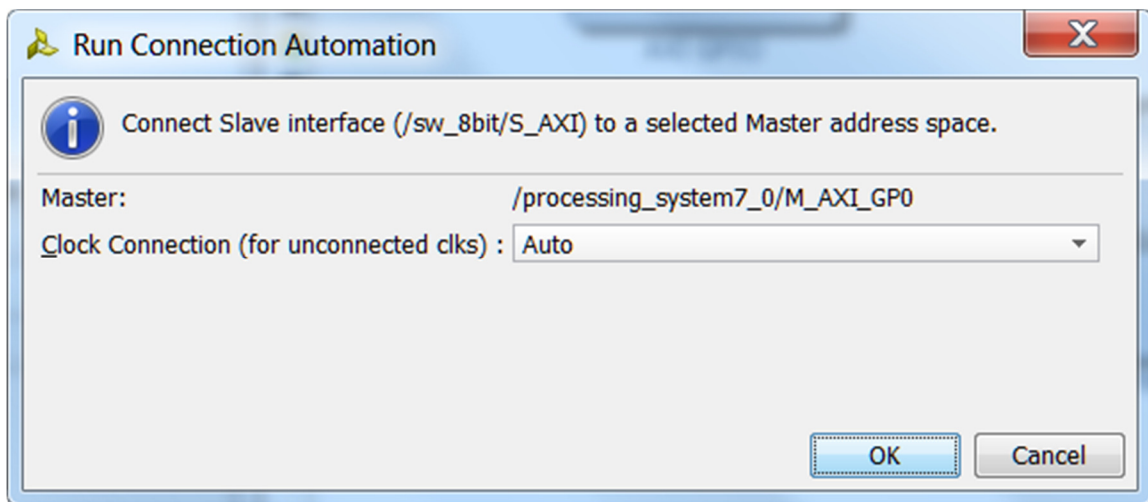 Run Connection Automation
Connect Slave interface (/sw_8bit/S_AXI) to a selected Master address space.
Master: /processing_system7_0/M_AXI_GP0
Clock Connection (for unconnected clks) : Auto
OK Cancel